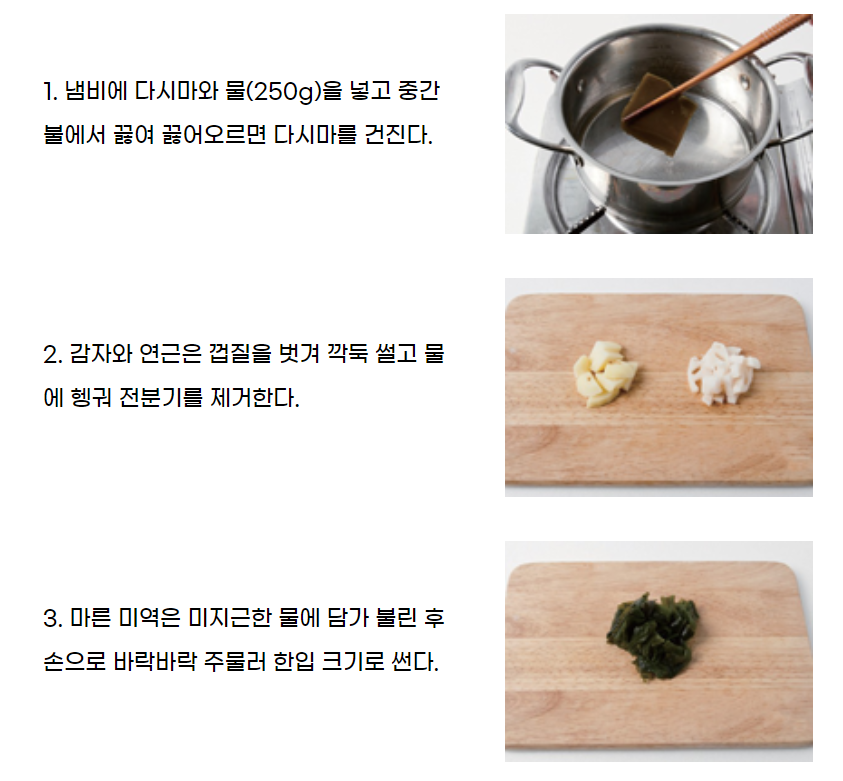 1. 냄비에 다시마와 물(250g)을 넣고 중간
불에서 끓여 끓어오르면 다시마를 건진다.
2. 감자와 연근은 껍질을 벗겨 깍둑 썰고 물
에 헹궈 전분기를 제거한다.
3. 마른 미역은 미지근한 물에 담가 불린 후
손으로 바락바락 주물러 한입 크기로 썬다.